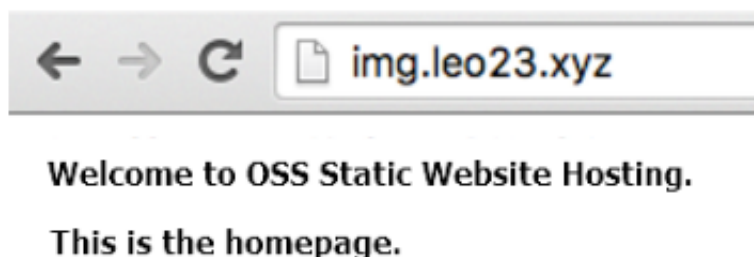 img.leo23.xyz
Welcome to OSS Static Website Hosting.
This is the homepage.